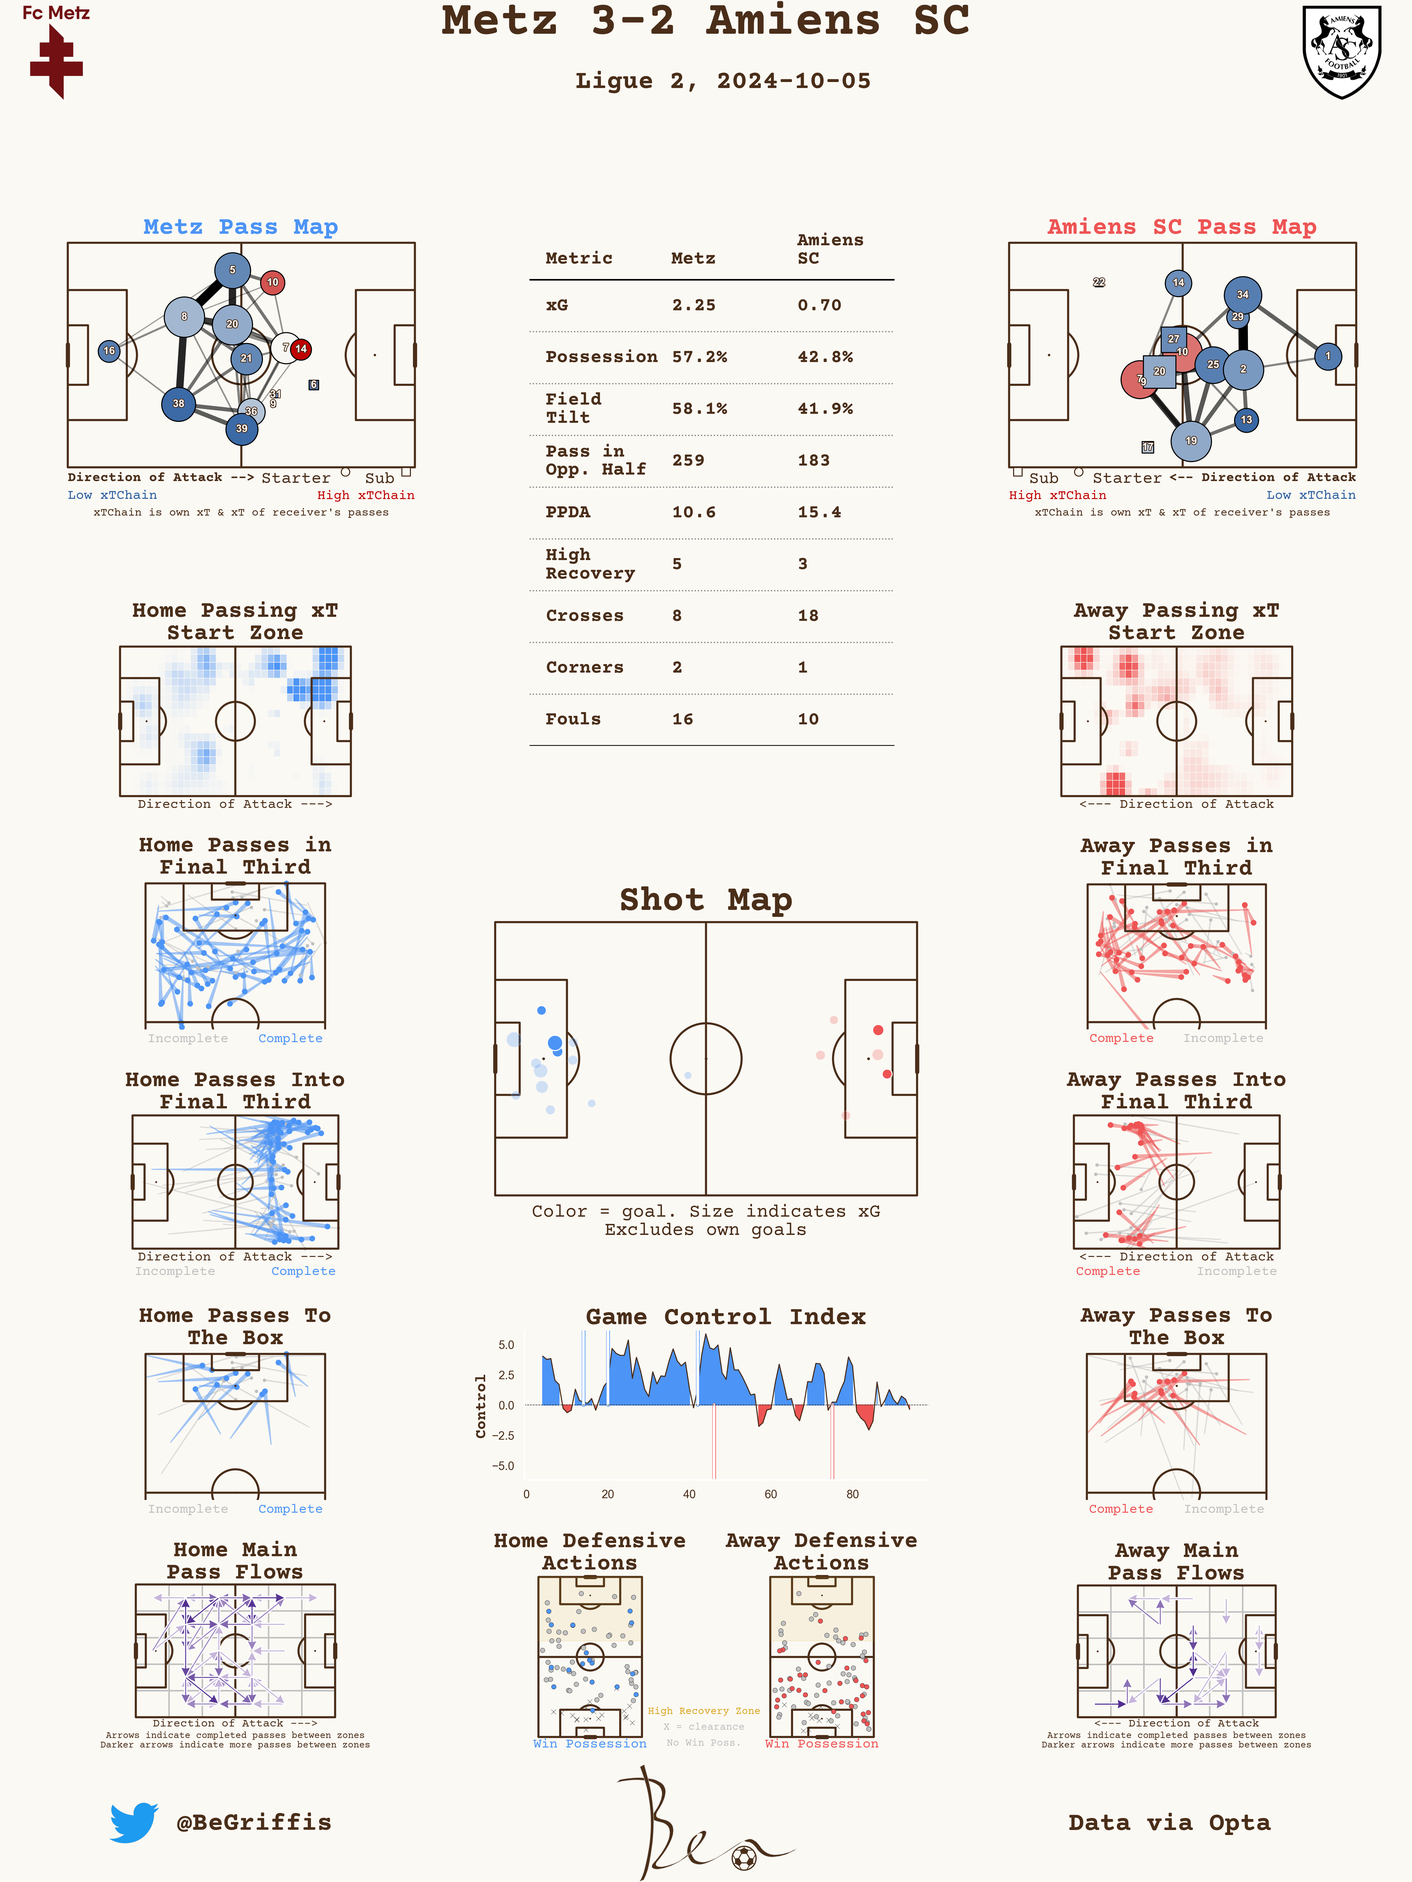 Fc Metz
Metz 3-2 Amiens SC
Ligue 2, 2024-10-05
AMIENS
ASC
FOOTBALL
1901
Metz Pass Map
5
10
8
20
16
7
14
21
6
31
9
38
36
39
Direction of Attack --> Starter Sub
Low xTChain High xTChain
xTChain is own xT & xT of receiver's passes
Metric Metz Amiens SC
xG 2.25 0.70
Possession 57.2% 42.8%
Field Tilt 58.1% 41.9%
Pass in Opp. Half 259 183
PPDA 10.6 15.4
High Recovery 5 3
Crosses 8 18
Corners 2 1
Fouls 16 10
Amiens SC Pass Map
22
14
34
29
27
10
1
7
9
20
25
2
13
19
17
Sub Starter <-- Direction of Attack
High xTChain Low xTChain
xTChain is own xT & xT of receiver's passes
Home Passing xT
Start Zone
Direction of Attack --->
Away Passing xT
Start Zone
<--- Direction of Attack
Home Passes in
Final Third
Incomplete Complete
Shot Map
Color = goal. Size indicates xG
Excludes own goals
Away Passes in
Final Third
Complete Incomplete
Home Passes Into
Final Third
Direction of Attack --->
Incomplete Complete
Away Passes Into
Final Third
<--- Direction of Attack
Complete Incomplete
Home Passes To
The Box
Incomplete Complete
Game Control Index
Control
5.0
2.5
0.0
−2.5
−5.0
0 20 40 60 80
Away Passes To
The Box
Complete Incomplete
Home Main
Pass Flows
Direction of Attack --->
Arrows indicate completed passes between zones
Darker arrows indicate more passes between zones
Home Defensive
Actions
Win Possession
High Recovery Zone
X = clearance
No Win Poss.
Away Defensive
Actions
Win Possession
Away Main
Pass Flows
<--- Direction of Attack
Arrows indicate completed passes between zones
Darker arrows indicate more passes between zones
@BeGriffis
Ben
Data via Opta